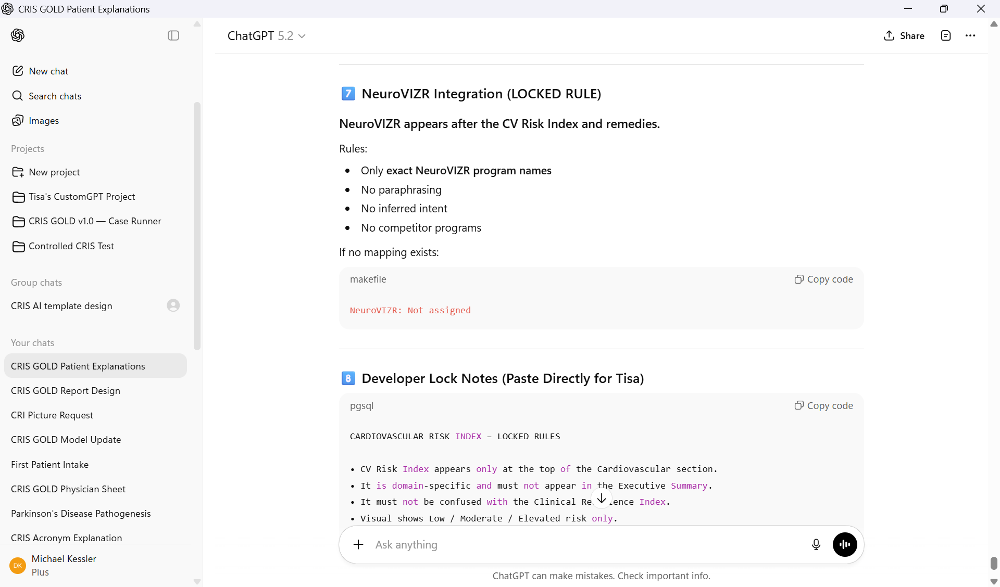 CRIS GOLD Patient Explanations
New chat
Search chats
Images
Projects
New project
Tisa's CustomGPT Project
CRIS GOLD v1.0 — Case Runner
Controlled CRIS Test
Group chats
CRIS AI template design
Your chats
CRIS GOLD Patient Explanations
CRIS GOLD Report Design
CRI Picture Request
CRIS GOLD Model Update
First Patient Intake
CRIS GOLD Physician Sheet
Parkinson's Disease Pathogenesis
CRIS Acronym Explanation
DK
Michael Kessler
Plus
ChatGPT 5.2
Share
7 NeuroVIZR Integration (LOCKED RULE)
NeuroVIZR appears after the CV Risk Index and remedies.
Rules:
• Only exact NeuroVIZR program names
• No paraphrasing
• No inferred intent
• No competitor programs
If no mapping exists:
makefile
Copy code
NeuroVIZR: Not assigned
8 Developer Lock Notes (Paste Directly for Tisa)
pgsql
Copy code
CARDIOVASCULAR RISK INDEX – LOCKED RULES
• CV Risk Index appears only at the top of the Cardiovascular section.
• It is domain-specific and must not appear in the Executive Summary.
• It must not be confused with the Clinical Index.
• Visual shows Low / Moderate / Elevated risk only.
Ask anything
ChatGPT can make mistakes. Check important info.